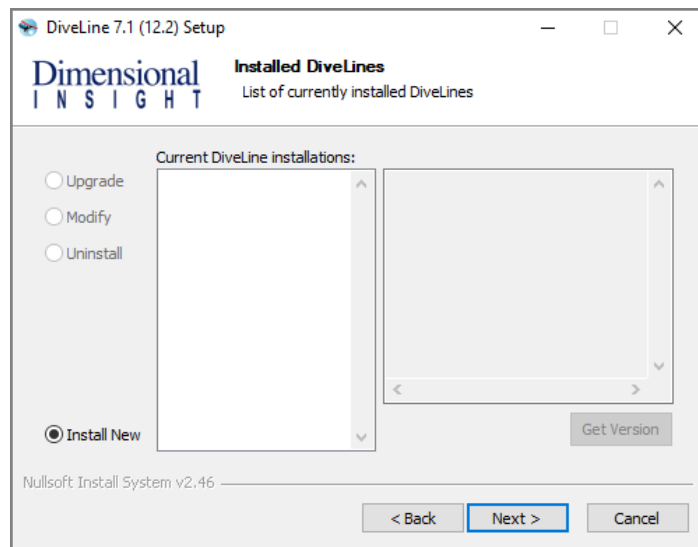 DiveLine 7.1 (12.2) Setup
Dimensional
INSIGHT
Installed DiveLines
List of currently installed DiveLines
Current DiveLine installations:
Upgrade
Modify
Uninstall
Install New
Get Version
Nullsoft Install System v2.46
< Back
Next >
Cancel